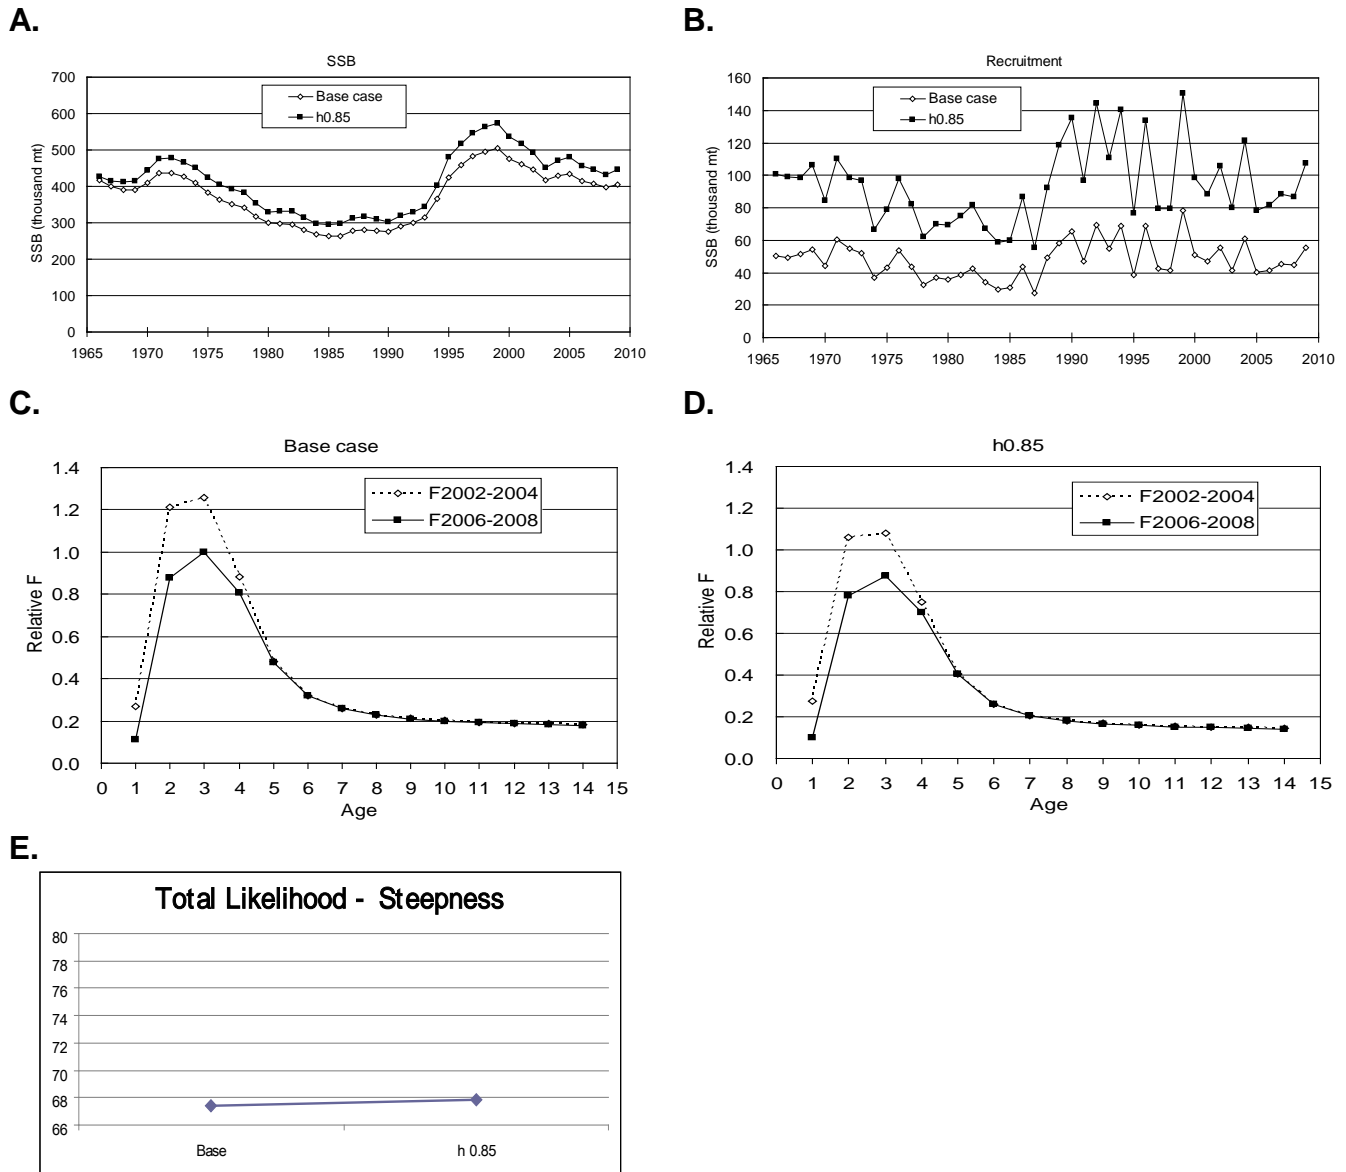 A.
SSB
700
600
500
400
300
200
100
0
SSB (thousand mt)
Base case
h0.85
1965 1970 1975 1980 1985 1990 1995 2000 2005 2010
B.
Recruitment
160
140
120
100
80
60
40
20
0
SSB (thousand mt)
Base case
h0.85
1965 1970 1975 1980 1985 1990 1995 2000 2005 2010
C.
Base case
1.4
1.2
1.0
0.8
0.6
0.4
0.2
0.0
Relative F
F2002-2004
F2006-2008
0 1 2 3 4 5 6 7 8 9 10 11 12 13 14 15
Age
D.
h0.85
1.4
1.2
1.0
0.8
0.6
0.4
0.2
0.0
Relative F
F2002-2004
F2006-2008
0 1 2 3 4 5 6 7 8 9 10 11 12 13 14 15
Age
E.
Total Likelihood - Steepness
80
78
76
74
72
70
68
66
Base h 0.85